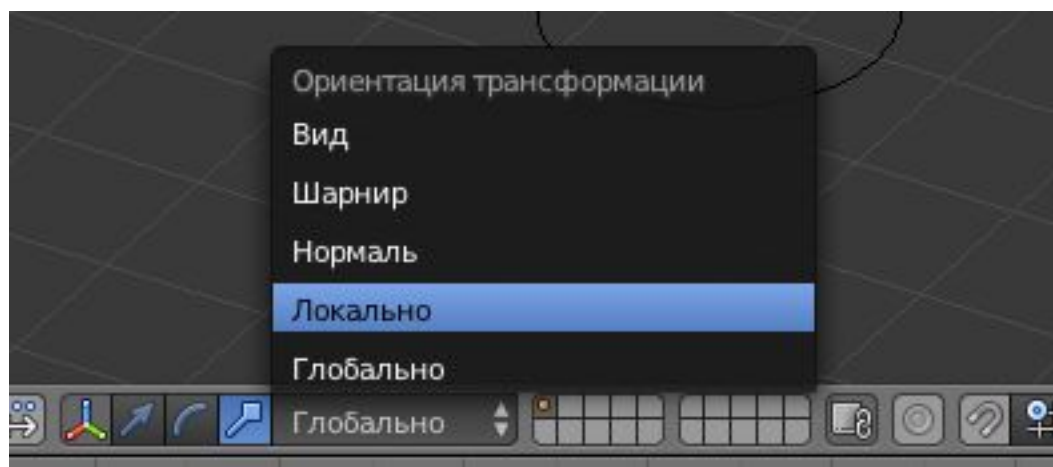 Ориентация трансформации
Вид
Шарнир
Нормаль
Локально
Глобально
Глобально